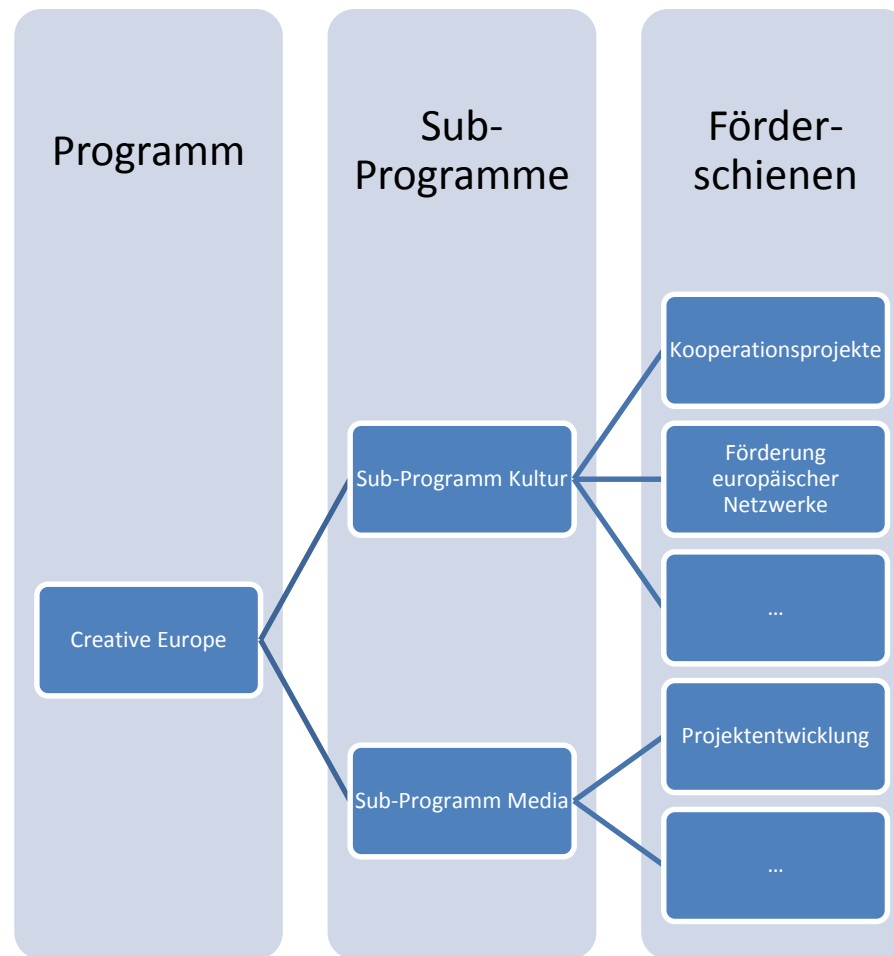 Programm
Sub-
Programme
Förder-
schienen
Creative Europe
Sub-Programm Kultur
Sub-Programm Media
Kooperationsprojekte
Förderung
europäischer
Netzwerke
...
Projektentwicklung
...